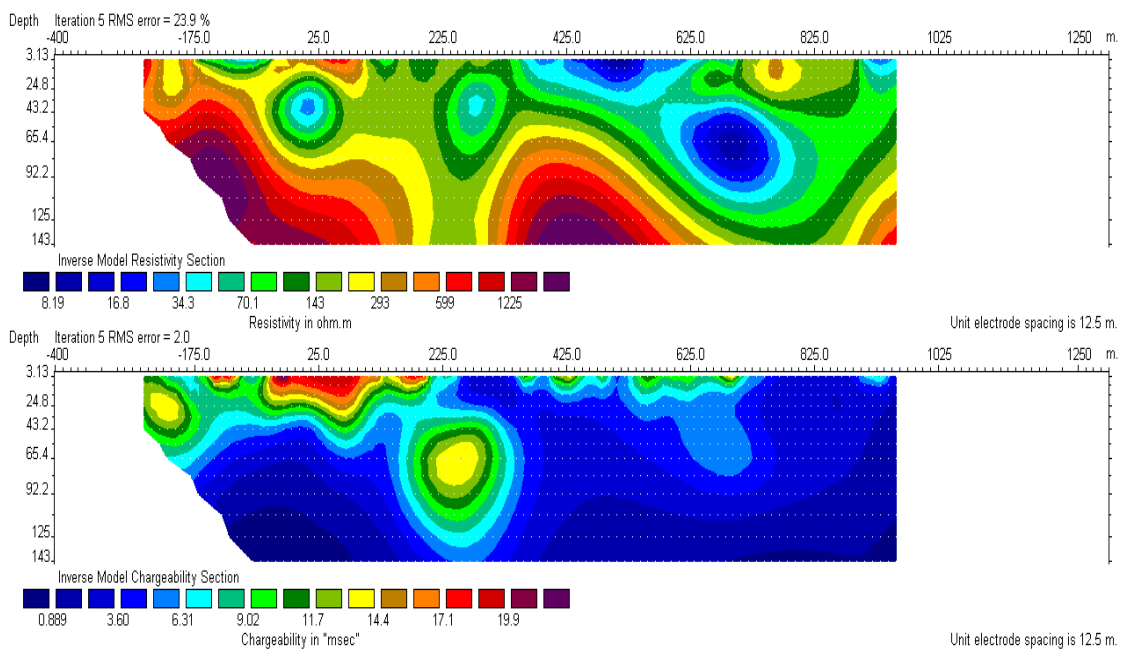 Depth Iteration 5 RMS error = 23.9 %
-400 -175.0 25.0 225.0 425.0 625.0 825.0 1025 1250 m.
3.13
24.8
43.2
65.4
92.2
125
143
Inverse Model Resistivity Section
8.19 16.8 34.3 70.1 143 293 599 1225
Resistivity in ohm.m
Unit electrode spacing is 12.5 m.
Depth Iteration 5 RMS error = 2.0
-400 -175.0 25.0 225.0 425.0 625.0 825.0 1025 1250 m.
3.13
24.8
43.2
65.4
92.2
125
143
Inverse Model Chargeability Section
0.889 3.60 6.31 9.02 11.7 14.4 17.1 19.9
Chargeability in "msec"
Unit electrode spacing is 12.5 m.